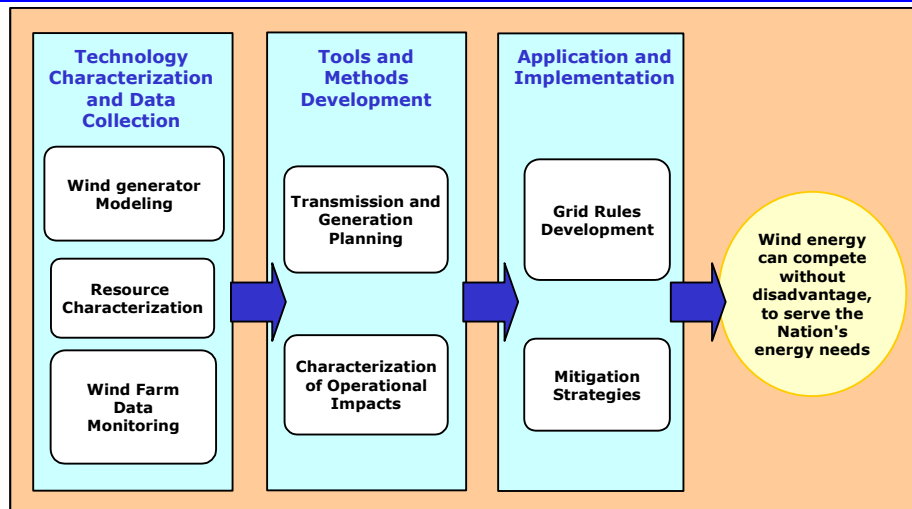 Technology
Characterization
and Data
Collection
Wind generator
Modeling
Resource
Characterization
Wind Farm
Data
Monitoring
Tools and
Methods
Development
Transmission and
Generation
Planning
Characterization
of Operational
Impacts
Application and
Implementation
Grid Rules
Development
Mitigation
Strategies
Wind energy
can compete
without
disadvantage,
to serve the
Nation's
energy needs